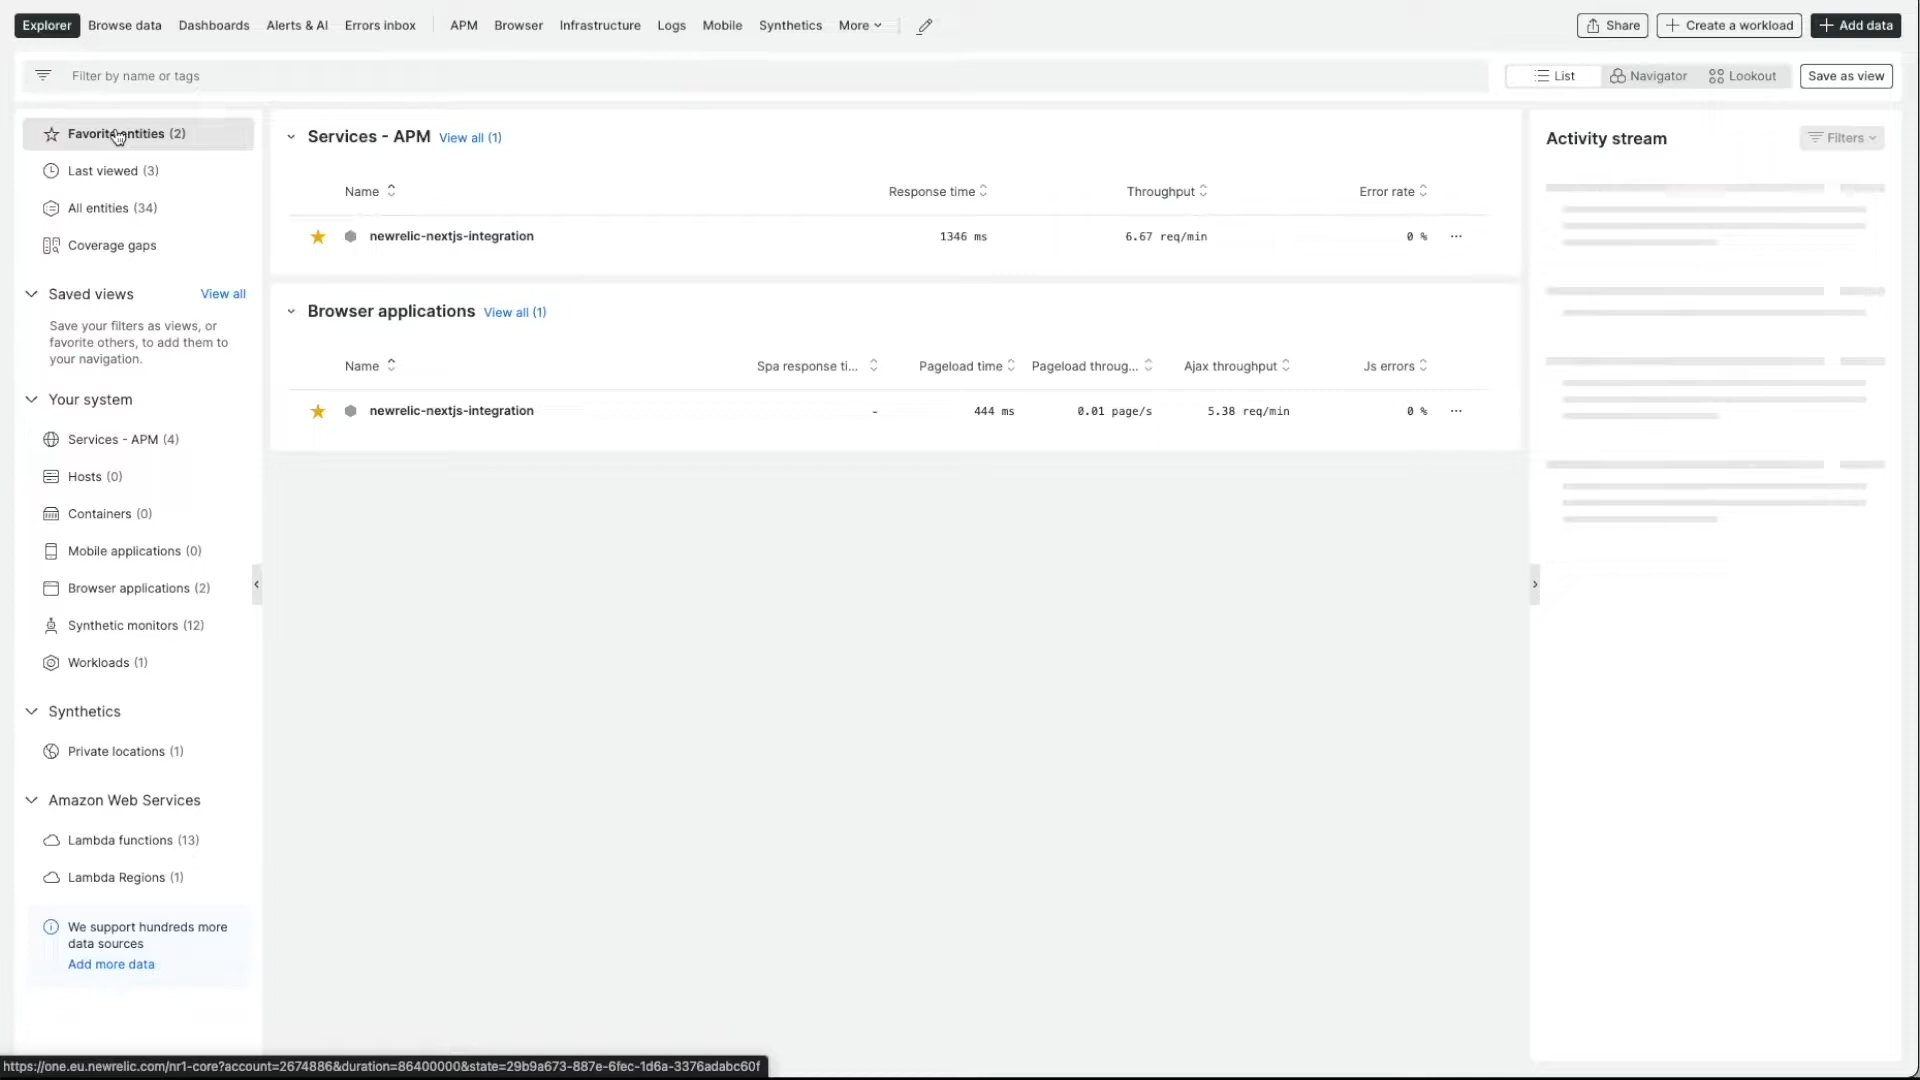 Explorer Browse data Dashboards Alerts & AI Errors inbox APM Browser Infrastructure Logs Mobile Synthetics More Share Create a workload Add data
Filter by name or tags List Navigator Lookout Save as view
Favorite entities (2)
Last viewed (3)
All entities (34)
Coverage gaps
Saved views View all
Save your filters as views, or
favorite others, to add them to
your navigation.
Your system
Services - APM (4)
Hosts (0)
Containers (0)
Mobile applications (0)
Browser applications (2)
Synthetic monitors (12)
Workloads (1)
Synthetics
Private locations (1)
Amazon Web Services
Lambda functions (13)
Lambda Regions (1)
We support hundreds more
data sources
Add more data
Services - APM View all (1)
Name Response time Throughput Error rate
newrelic-nextjs-integration 1346 ms 6.67 req/min 0 % ...
Browser applications View all (1)
Name Spa response ti... Pageload time Pageload throug... Ajax throughput Js errors
newrelic-nextjs-integration - 444 ms 0.01 page/s 5.38 req/min 0 % ...
Activity stream Filters
https://one.eu.newrelic.com/nr1-core?account=2674886&duration=86400000&state=29b9a673-887e-6fec-1d6a-3376adabc60f